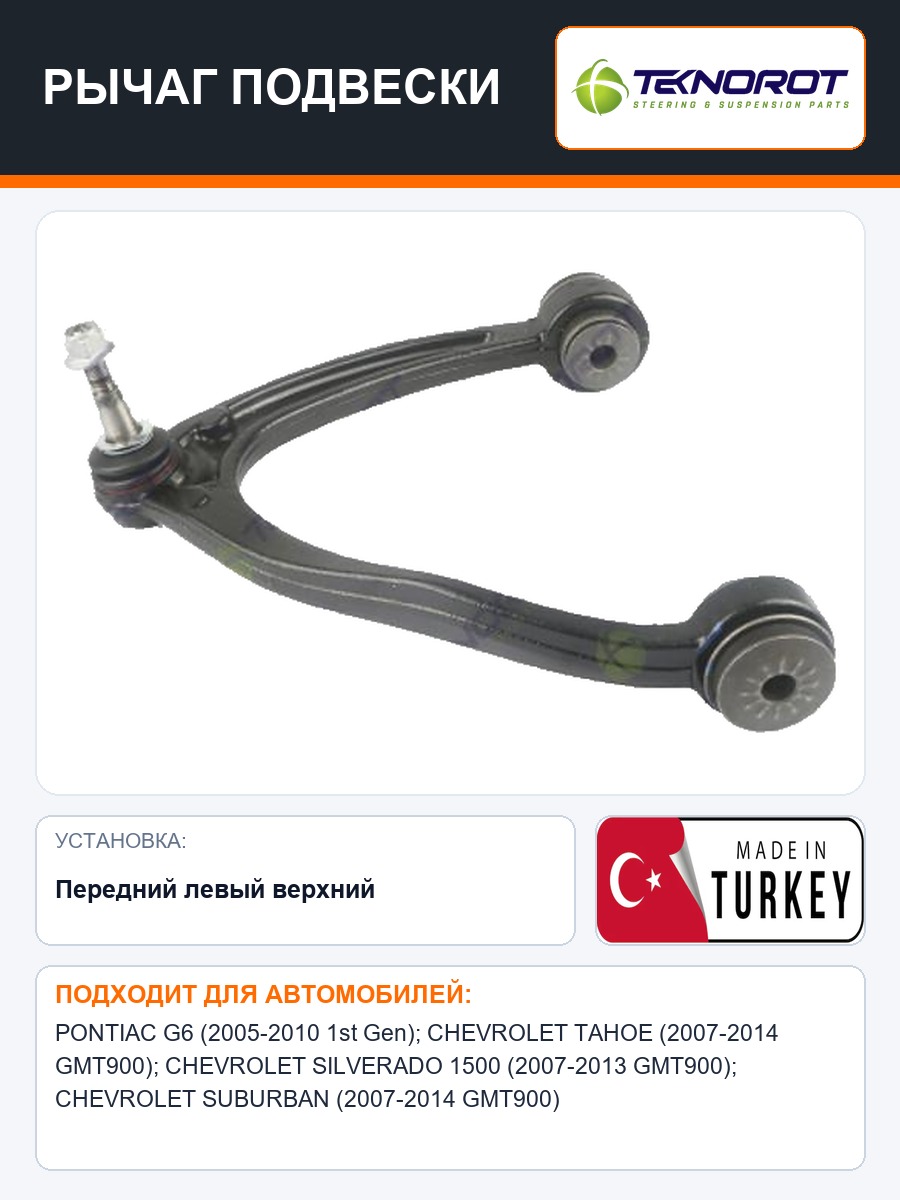 РЫЧАГ ПОДВЕСКИ
TEKNOROT
STEERING & SUSPENSION PARTS
УСТАНОВКА:
Передний левый верхний
MADE IN
TURKEY
ПОДХОДИТ ДЛЯ АВТОМОБИЛЕЙ:
PONTIAC G6 (2005-2010 1st Gen); CHEVROLET TAHOE (2007-2014
GMT900); CHEVROLET SILVERADO 1500 (2007-2013 GMT900);
CHEVROLET SUBURBAN (2007-2014 GMT900)